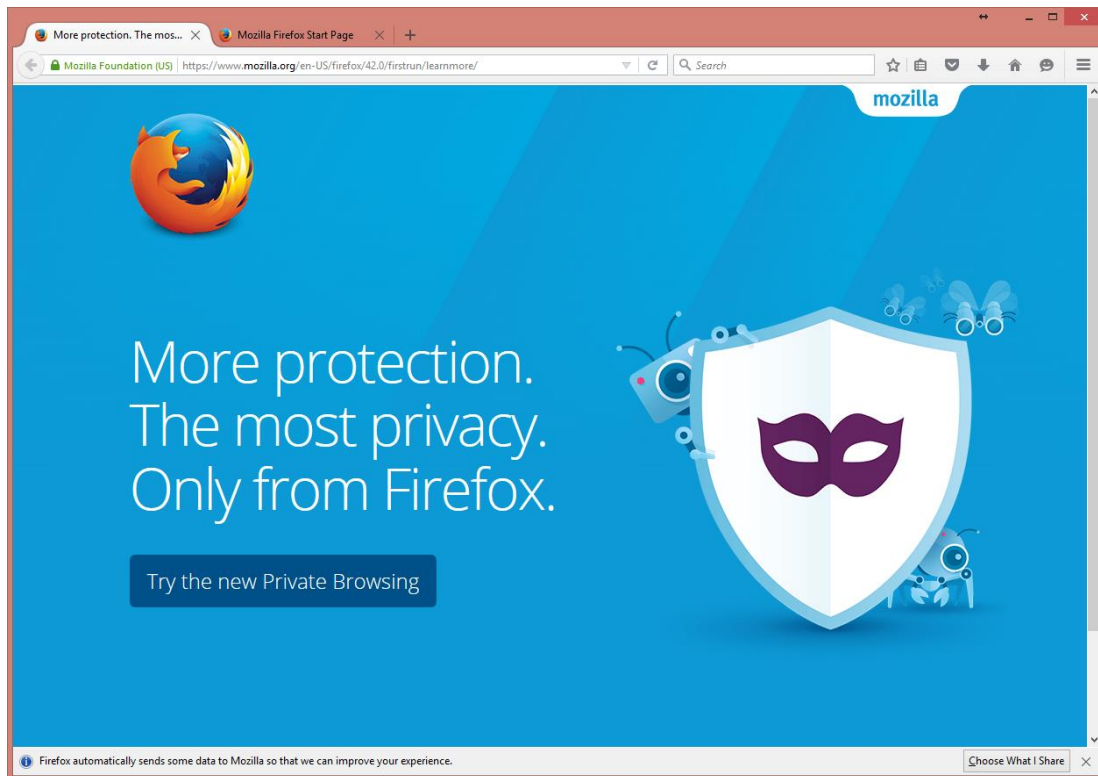 More protection. The mos...
Mozilla Firefox Start Page
Mozilla Foundation (US)
https://www.mozilla.org/en-US/firefox/42.0/firstrun/learnmore/
Search
mozilla
More protection.
The most privacy.
Only from Firefox.
Try the new Private Browsing
Firefox automatically sends some data to Mozilla so that we can improve your experience.
Choose What I Share